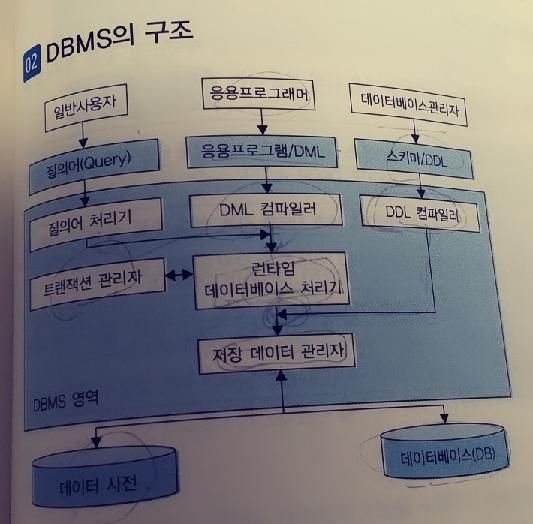 02 DBMS의 구조
일반사용자
응용프로그래머
데이터베이스관리자
질의어(Query)
응용프로그램/DML
스키마/DDL
질의어 처리기
DML 컴파일러
DDL 컴파일러
트랜잭션 관리자
런타임
데이터베이스 처리기
저장 데이터 관리자
DBMS 영역
데이터 사전
데이터베이스(DB)